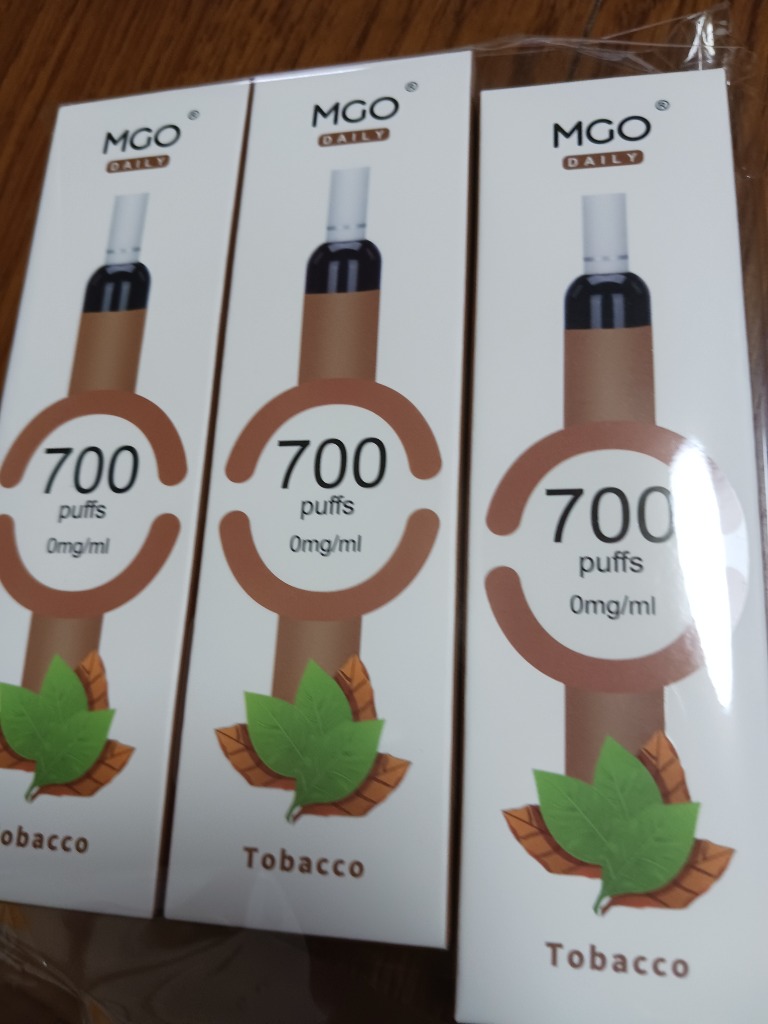 MGO ®
DAILY
700
puffs
0mg/ml
obacco
MGO ®
DAILY
700
puffs
0mg/ml
Tobacco
MGO ®
DAILY
700
puffs
0mg/ml
Tobacco